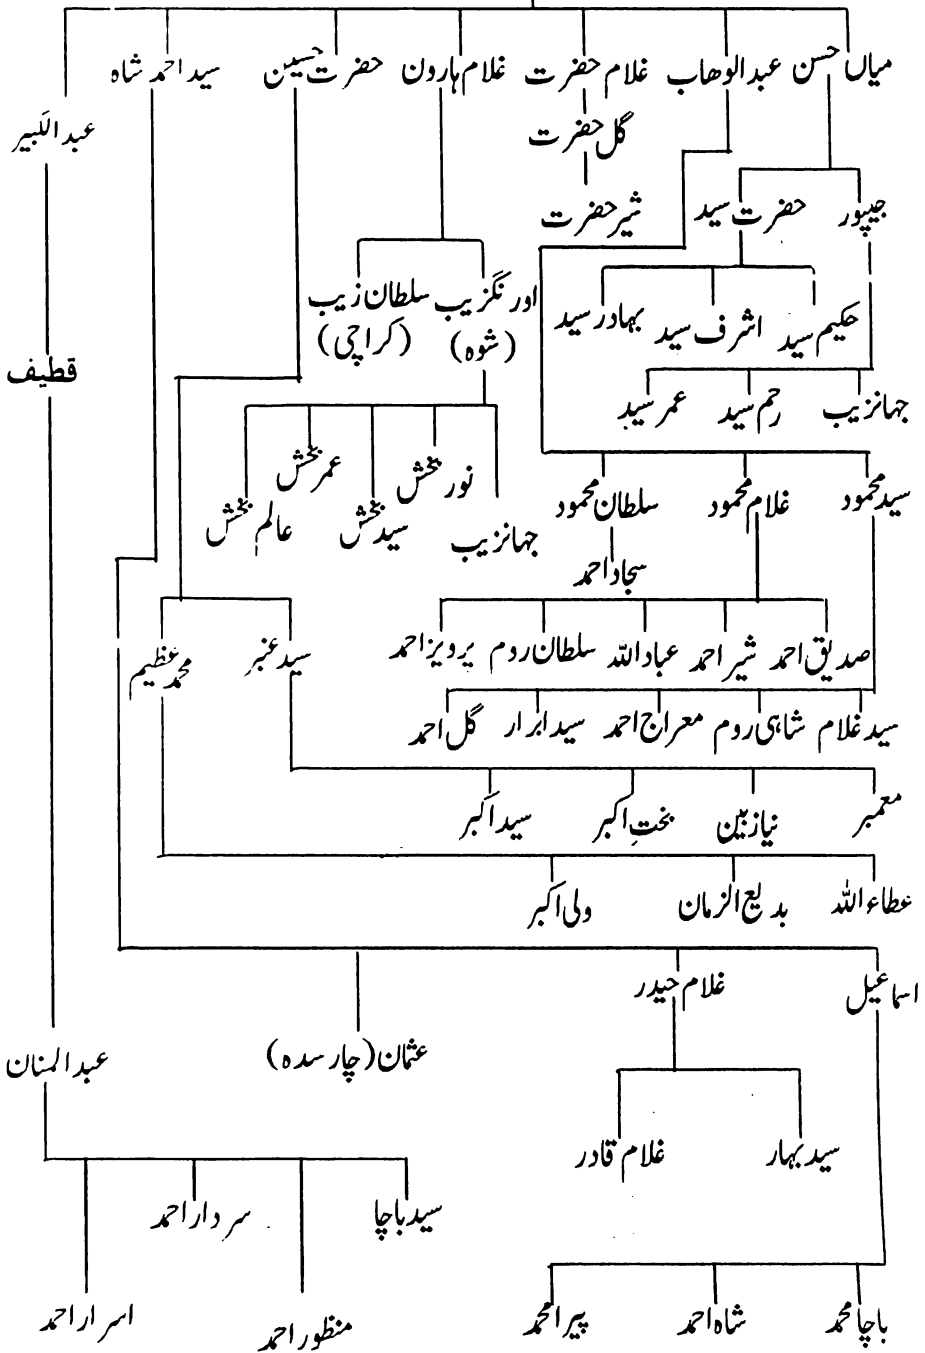 میاں حسن عبدالوھاب غلام حضرت غلام ہارون حضرت حسین سید احمد شاہ
عبدالکبیر
گل حضرت
شیر حضرت
جیپور حضرت سید
حکیم سید اشرف سید بہادر سید
اورنگزیب سلطان زیب
(شوہ) (کراچی)
قطیف
جہانزیب رحم سید عمر سید
نور بخش عمر بخش
جہانزیب سید بخش عالم بخش
سید محمود غلام محمود سلطان محمود
سجاد احمد
صدیق احمد شیر احمد عباداللہ سلطان روم پرویز احمد
سید عنبر محمد عظیم
سید غلام شاہی روم معراج احمد سید ابرار گل احمد
معمبر نیاز بین بختِ اکبر سید اکبر
عطاء اللہ بدیع الزمان ولی اکبر
اسماعیل غلام حیدر
عثمان (چارسدہ)
عبدالمنان
سید بہار غلام قادر
سید باچا سردار احمد
منظور احمد اسرار احمد
باچا محمد شاہ احمد پیر احمد